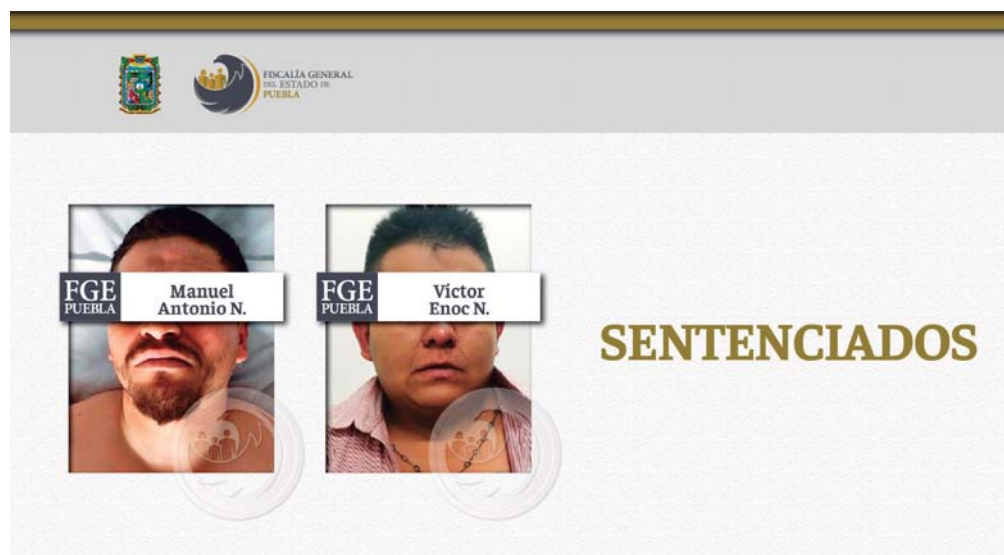 FISCALÍA GENERAL
DEL ESTADO DE
PUEBLA
FGE
PUEBLA
Manuel
Antonio N.
FGE
PUEBLA
Víctor
Enoc N.
SENTENCIADOS